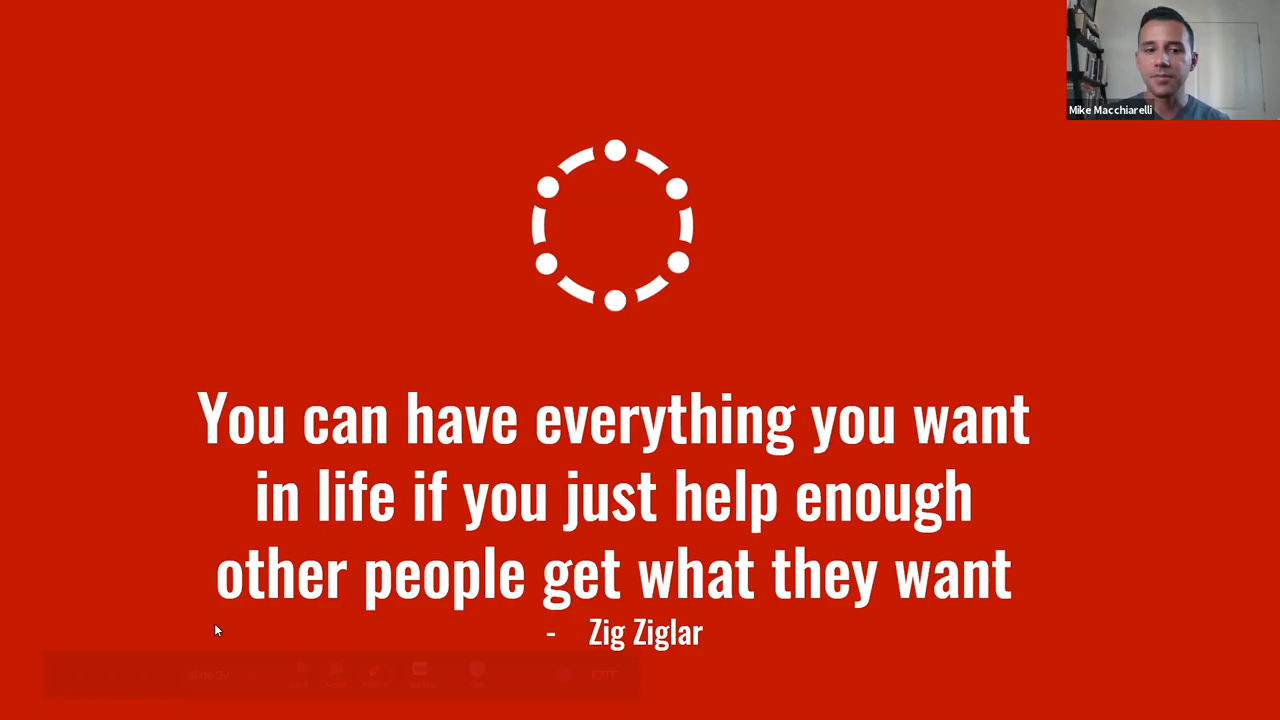 Mike Macchiarelli
You can have everything you want
in life if you just help enough
other people get what they want
- Zig Ziglar
EXIT